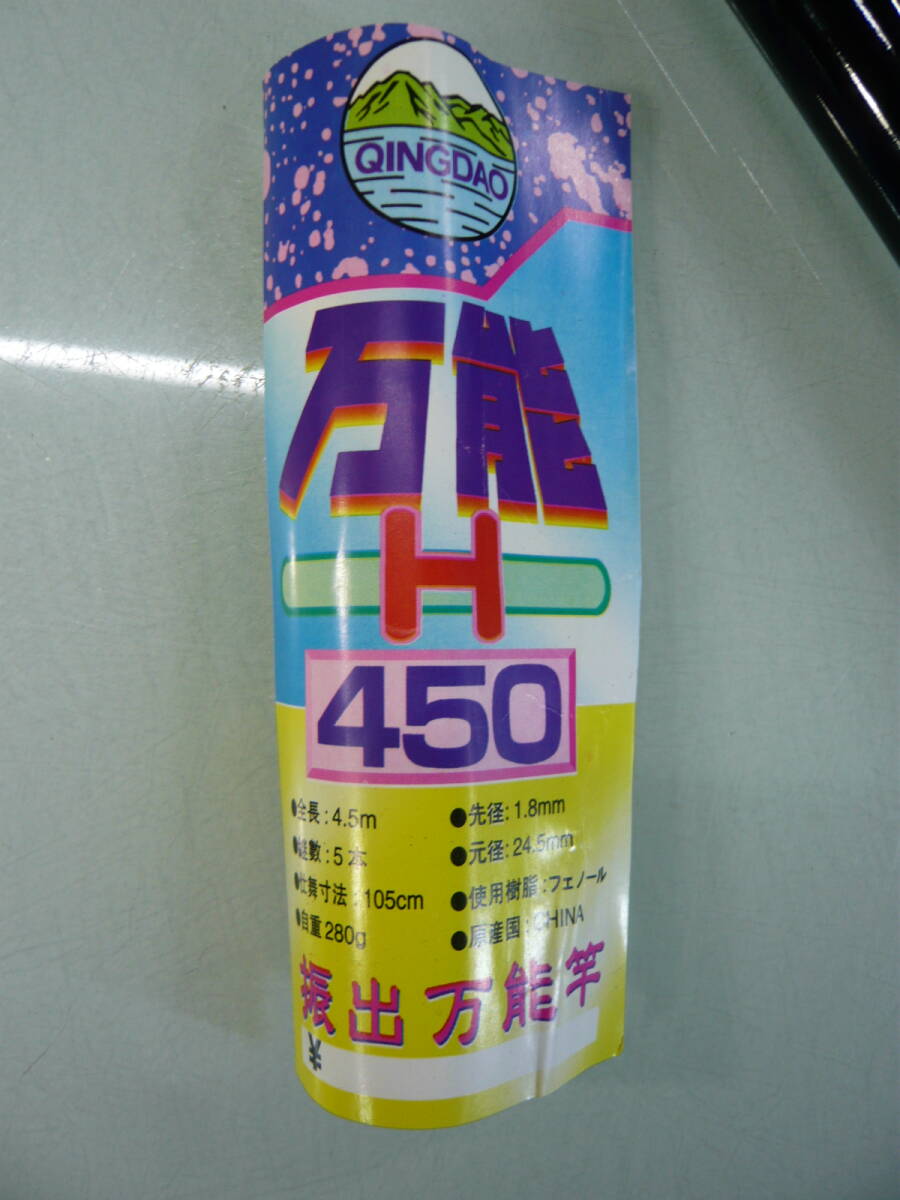 QINGDAO
万能
H
450
●全長:4.5m
●先径:1.8mm
●継數:5本
●元径:24.5mm
●仕舞寸法:105cm
●使用樹脂:フェノール
●自重280g
●原産国:CHINA
振出万能竿